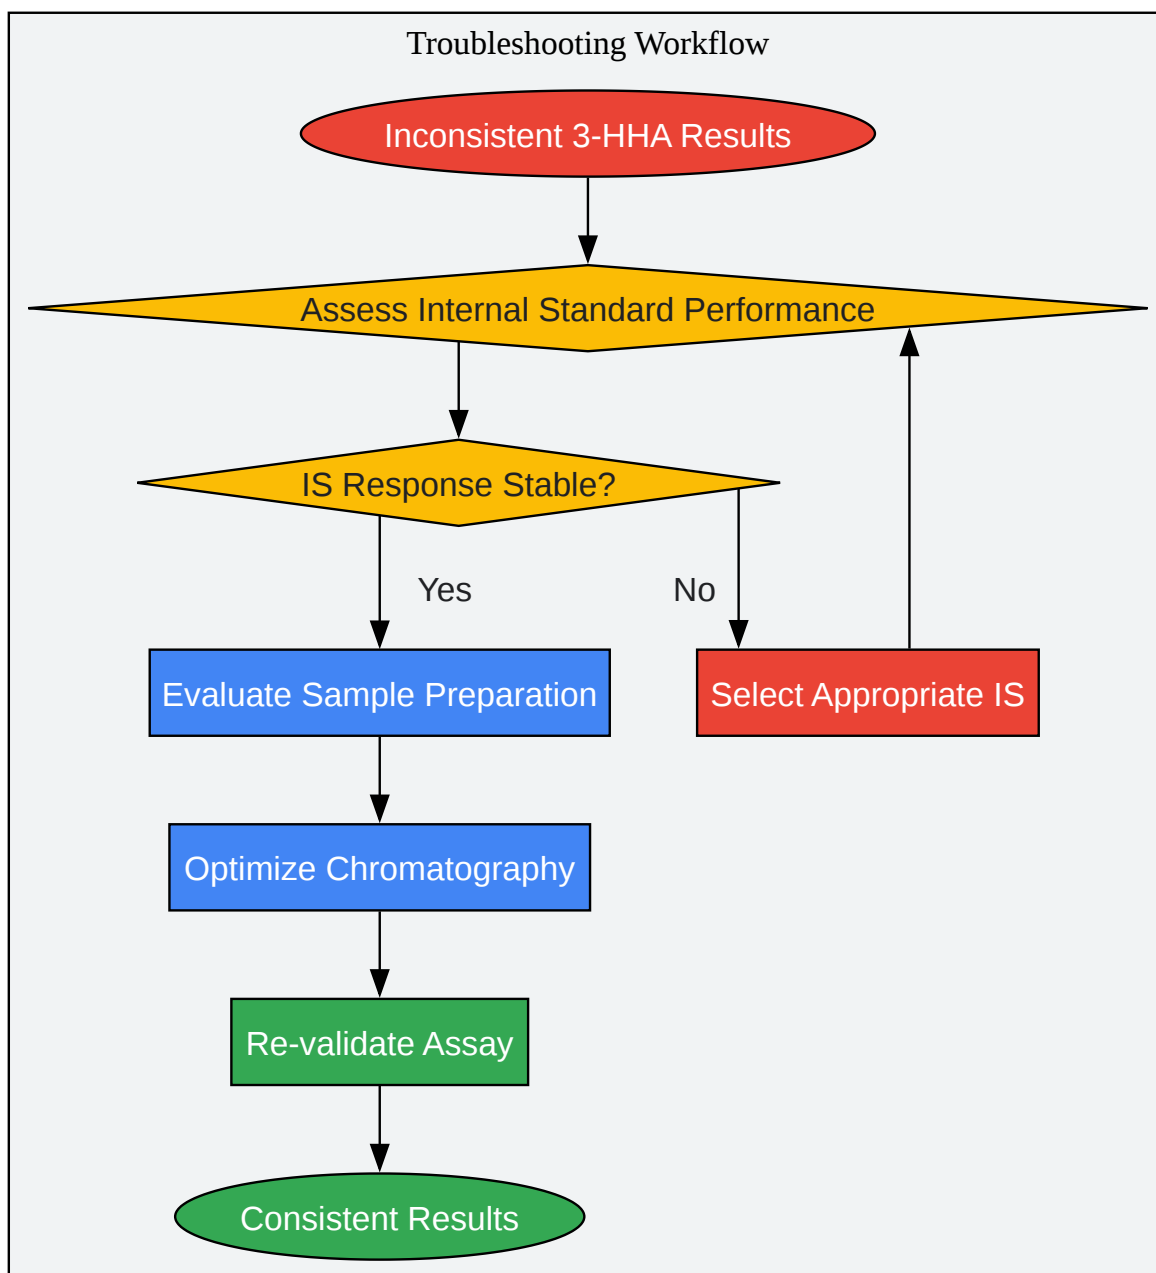 Troubleshooting Workflow
Inconsistent 3-HHA Results
Assess Internal Standard Performance
IS Response Stable?
Yes
No
Evaluate Sample Preparation
Select Appropriate IS
Optimize Chromatography
Re-validate Assay
Consistent Results